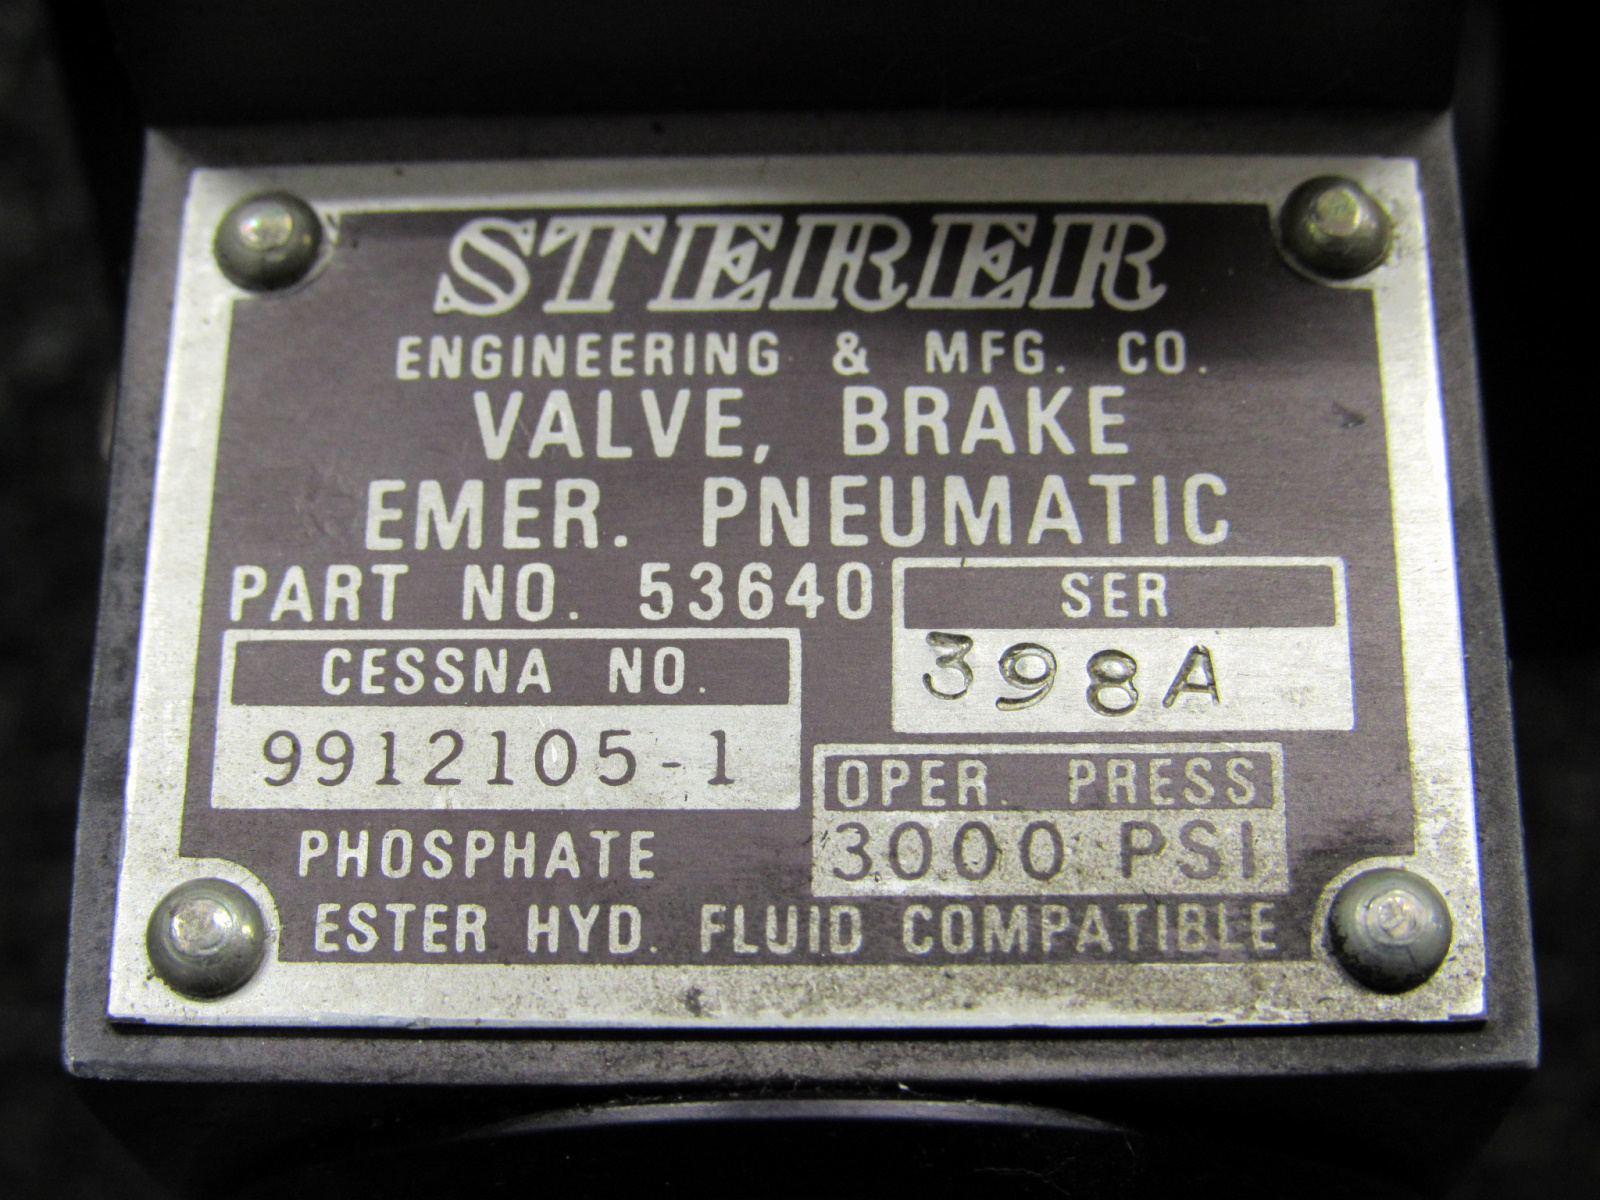 STERER
ENGINEERING & MFG. CO.
VALVE, BRAKE
EMER. PNEUMATIC
PART NO. 53640
SER
398A
CESSNA NO.
9912105-1
OPER. PRESS
3000 PSI
PHOSPHATE
ESTER HYD. FLUID COMPATIBLE